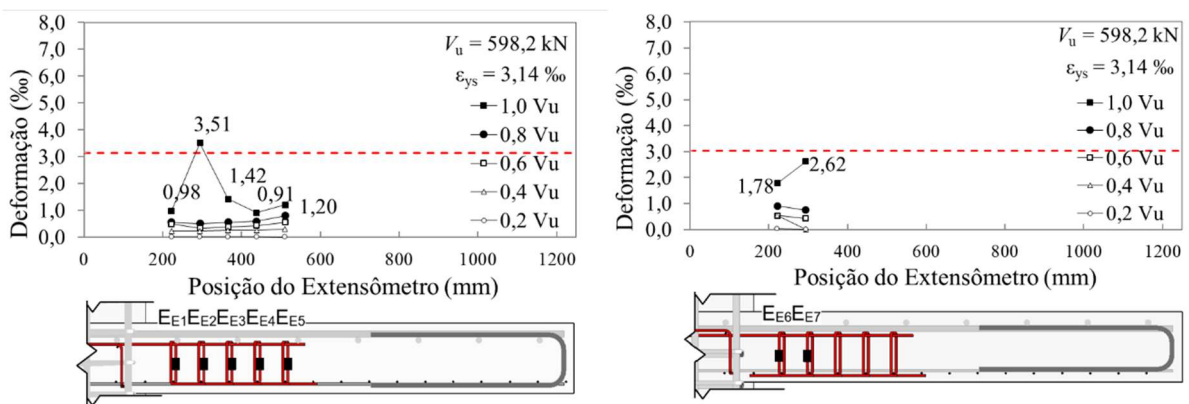 8,0
7,0
6,0
5,0
4,0
3,0
2,0
1,0
0,0
Deformação (‰)
Vu = 598,2 kN
εys = 3,14 ‰
1,0 Vu
0,8 Vu
0,6 Vu
0,4 Vu
0,2 Vu
0,98
3,51
1,42
0,91
1,20
0 200 400 600 800 1000 1200
Posição do Extensômetro (mm)
EE1EE2EE3EE4EE5
8,0
7,0
6,0
5,0
4,0
3,0
2,0
1,0
0,0
Deformação (‰)
Vu = 598,2 kN
εys = 3,14 ‰
1,0 Vu
0,8 Vu
0,6 Vu
0,4 Vu
0,2 Vu
1,78
2,62
0 200 400 600 800 1000 1200
Posição do Extensômetro (mm)
EE6EE7